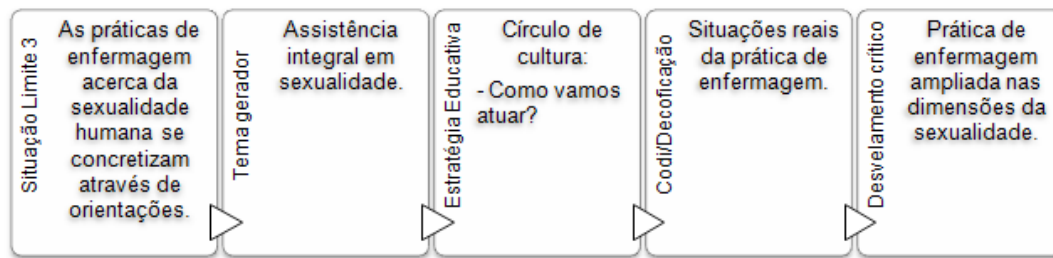 Situação Limite 3
As práticas de
enfermagem
acerca da
sexualidade
humana se
concretizam
através de
orientações.
Tema gerador
Assistência
integral em
sexualidade.
Estratégia Educativa
Círculo de
cultura:
- Como vamos
atuar?
Codi/Decoficação
Situações reais
da prática de
enfermagem.
Desvelamento crítico
Prática de
enfermagem
ampliada nas
dimensões da
sexualidade.